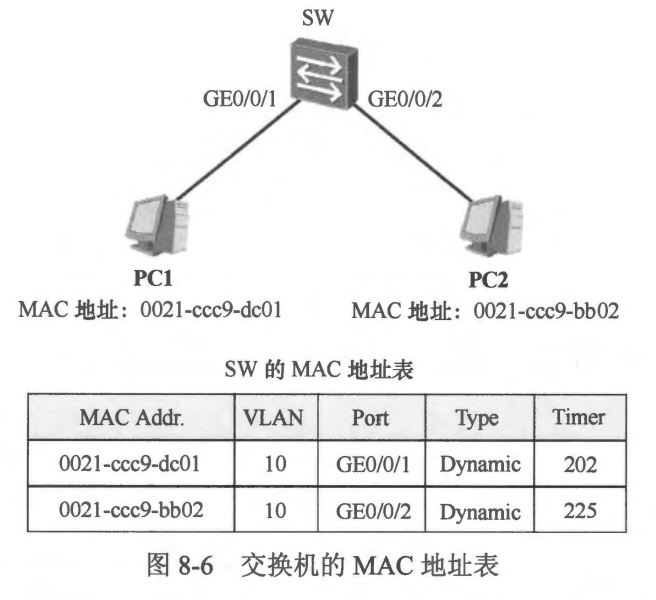 SW
GE0/0/1 GE0/0/2
PC1 PC2
MAC 地址：0021-ccc9-dc01 MAC 地址：0021-ccc9-bb02
SW 的 MAC 地址表
MAC Addr. VLAN Port Type Timer
0021-ccc9-dc01 10 GE0/0/1 Dynamic 202
0021-ccc9-bb02 10 GE0/0/2 Dynamic 225
图 8-6 交换机的 MAC 地址表